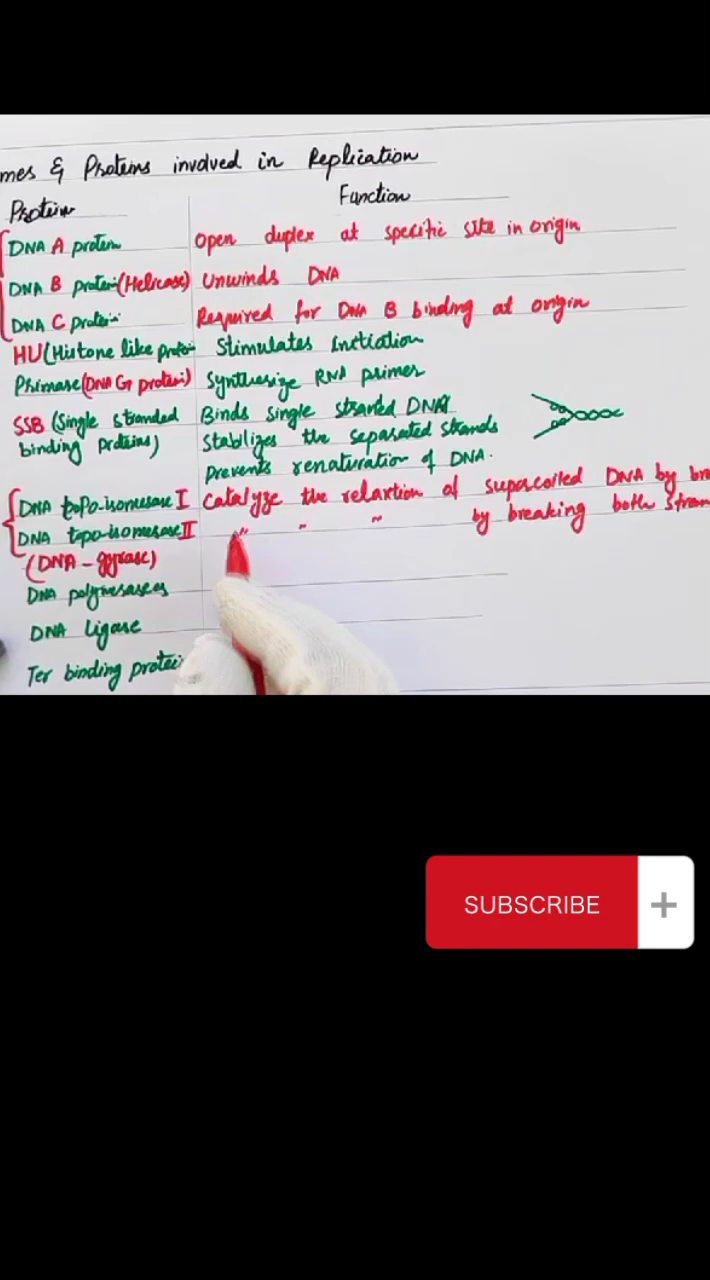 mes & Proteins involved in Replication
Protein Function
DNA A protein Open duplex at specific site in origin
DNA B protein (Helicase) Unwinds DNA
DNA C protein Required for DNA B binding at origin
HU (Histone like protein Stimulates Initiation
Primase (DNA G protein) Synthesize RNA primer
SSB (Single stranded Binds single stranded DNA
binding proteins) Stabilizes the separated strands
Prevents renaturation of DNA.
DNA topo-isomerase I Catalyze the relaxtion of supercoiled DNA by bre
DNA topo-isomerase II " " " by breaking both stran
(DNA - gyrase)
DNA polymerases
DNA ligase
Ter binding protei
SUBSCRIBE +